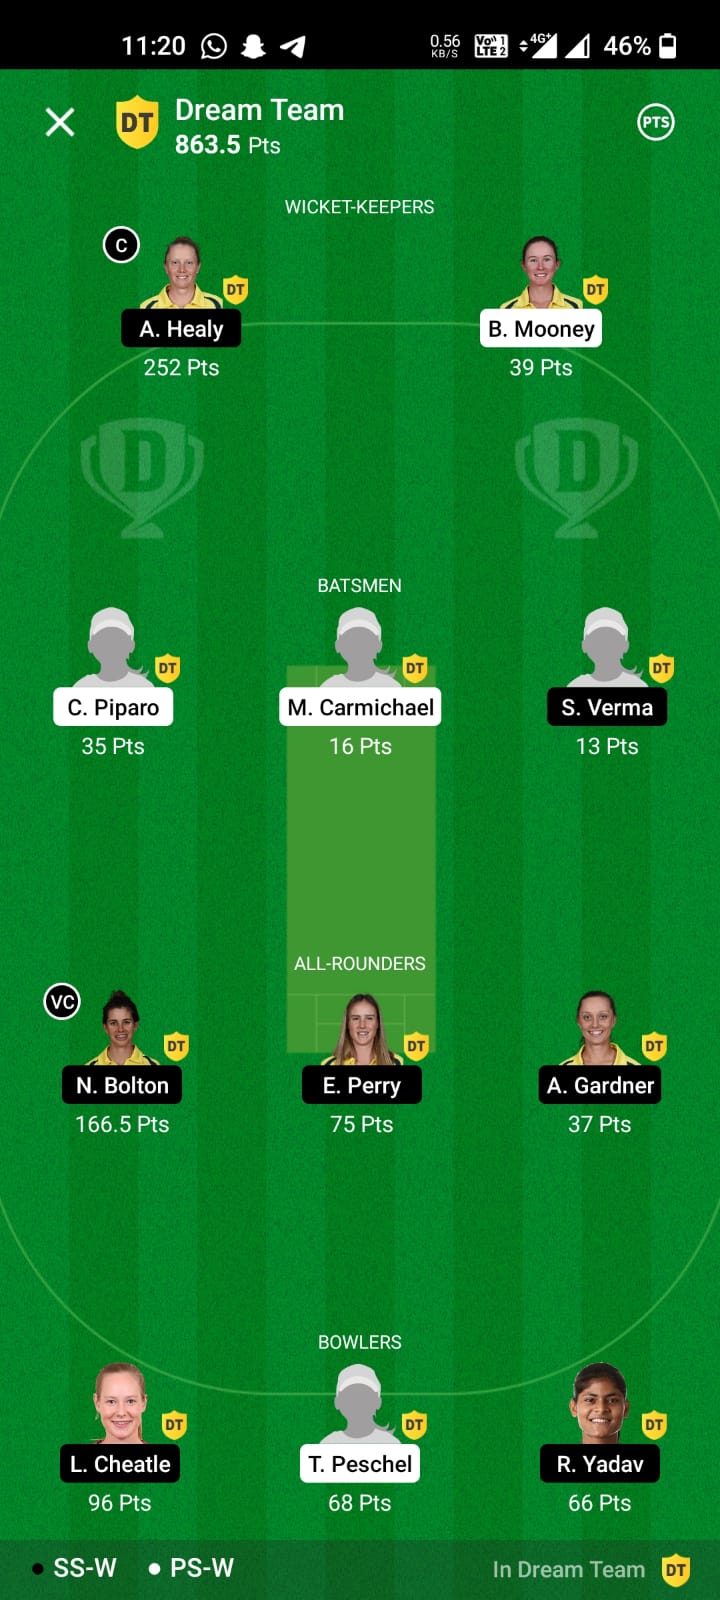 11:20 0.56 KB/S Vo 1 LTE 2 4G+ 46%
DT Dream Team
863.5 Pts
PTS
WICKET-KEEPERS
C
DT DT
A. Healy B. Mooney
252 Pts 39 Pts
D D
BATSMEN
DT DT DT
C. Piparo M. Carmichael S. Verma
35 Pts 16 Pts 13 Pts
ALL-ROUNDERS
VC
DT DT DT
N. Bolton E. Perry A. Gardner
166.5 Pts 75 Pts 37 Pts
BOWLERS
DT DT DT
L. Cheatle T. Peschel R. Yadav
96 Pts 68 Pts 66 Pts
SS-W PS-W In Dream Team DT